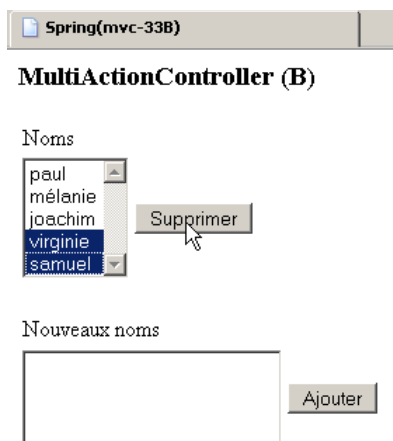 Spring(mvc-33B)
MultiActionController (B)
Noms
paul
mélanie
joachim
virginie
samuel
Supprimer
Nouveaux noms
Ajouter